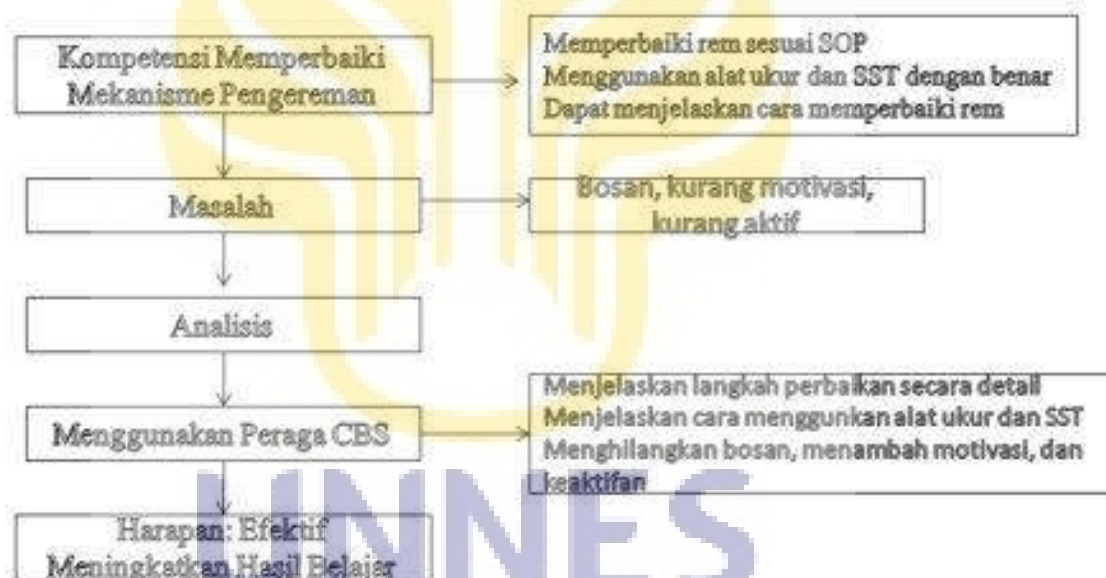 Kompetensi Memperbaiki
Mekanisme Pengereman
Memperbaiki rem sesuai SOP
Menggunakan alat ukur dan SST dengan benar
Dapat menjelaskan cara memperbaiki rem
Masalah
Bosan, kurang motivasi,
kurang aktif
Analisis
Menggunakan Peraga CBS
Menjelaskan langkah perbaikan secara detail
Menjelaskan cara menggunkan alat ukur dan SST
Menghilangkan bosan, menambah motivasi, dan
keaktifan
Harapan: Efektif
Meningkatkan Hasil Belajar
UNNES